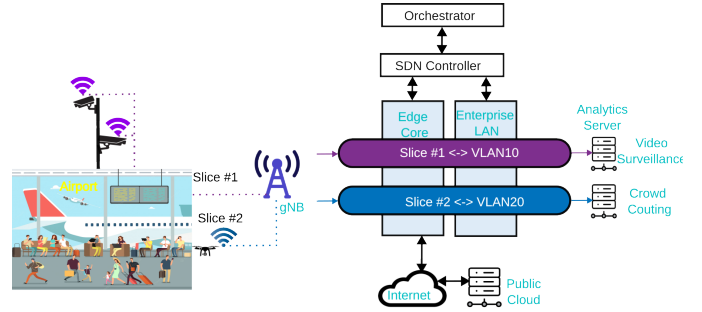 Orchestrator
SDN Controller
Edge
Core
Enterprise
LAN
Analytics
Server
Airport
Slice #1
Slice #1 <-> VLAN10
Video
Surveillance
Slice #2
gNB
Slice #2 <-> VLAN20
Crowd
Couting
Internet
Public
Cloud